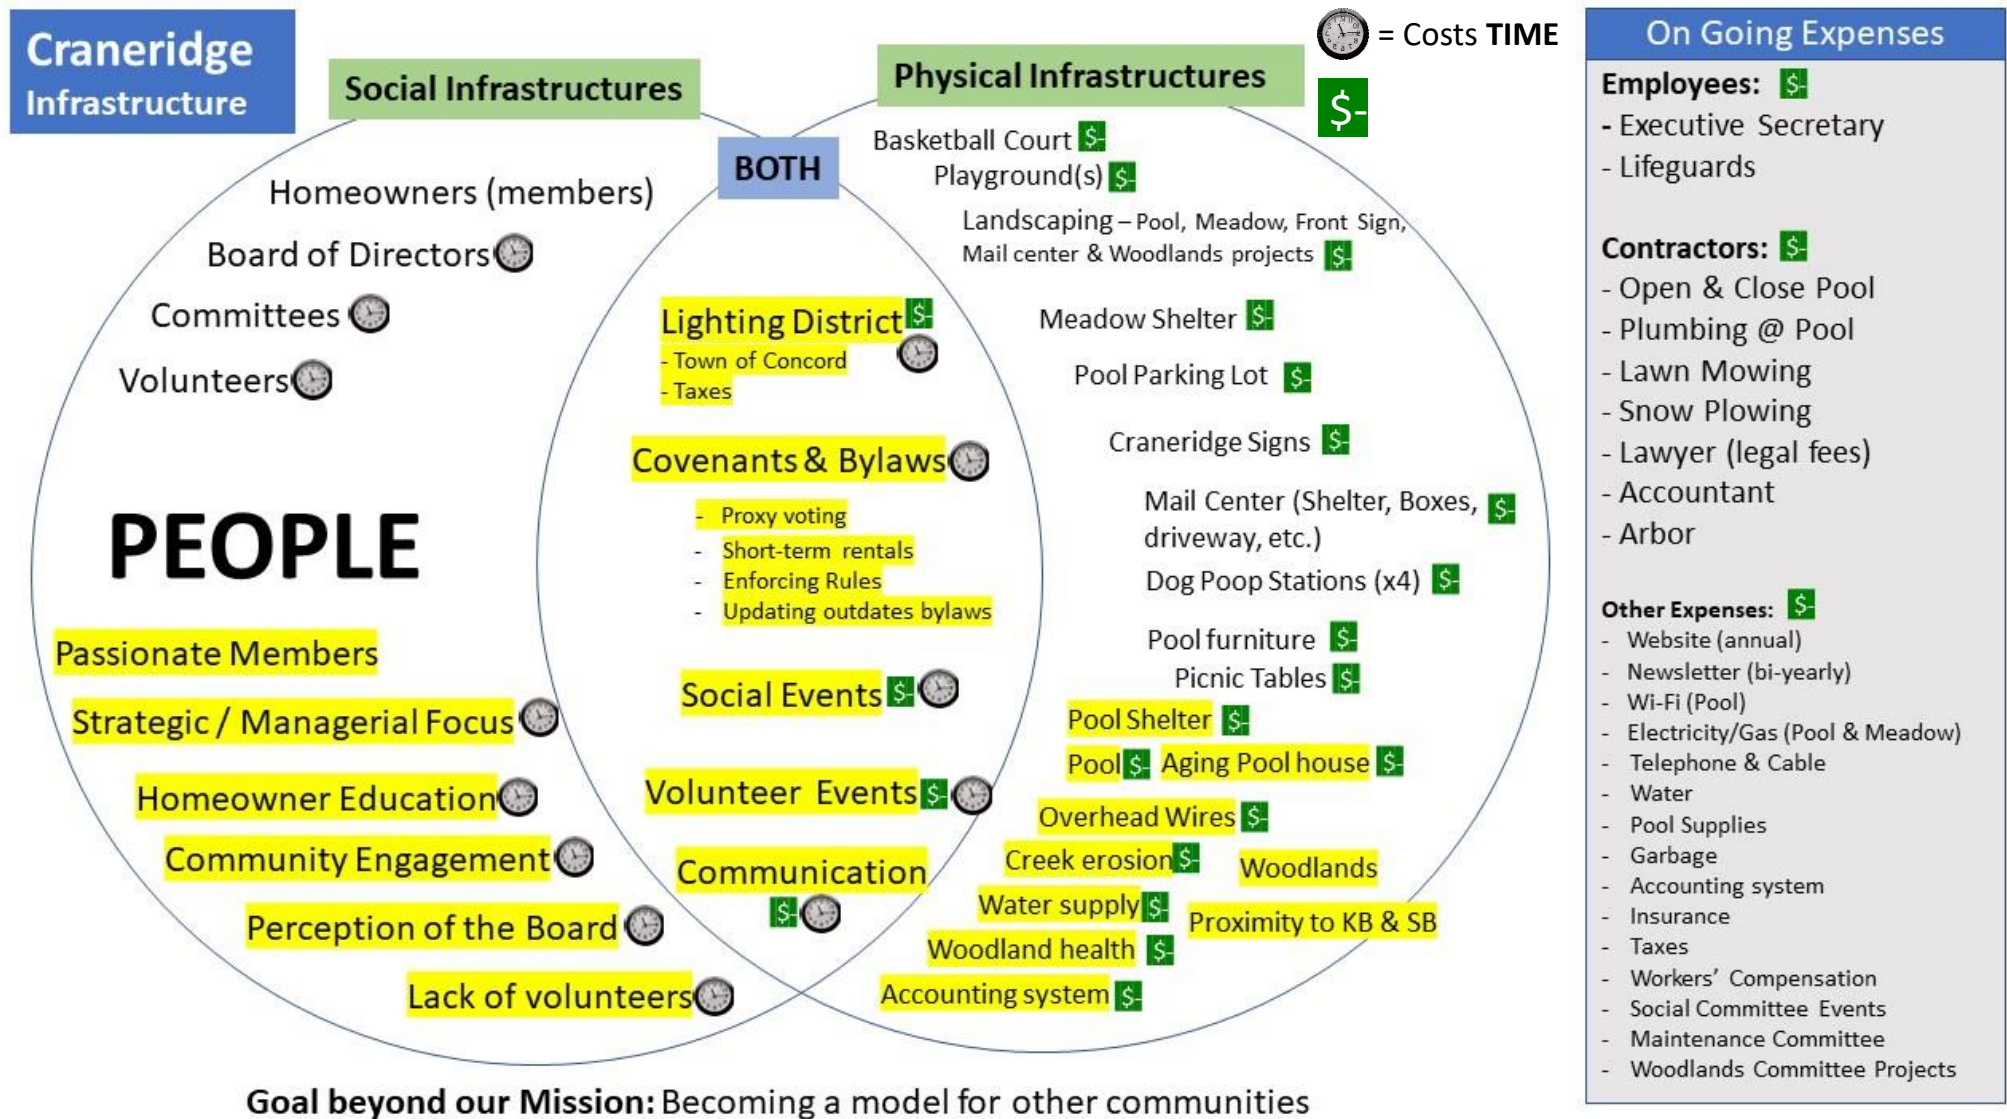 Craneridge
Infrastructure
Social Infrastructures
Physical Infrastructures
BOTH
= Costs TIME
$-
Homeowners (members)
Board of Directors
Committees
Volunteers
PEOPLE
Passionate Members
Strategic / Managerial Focus
Homeowner Education
Community Engagement
Perception of the Board
Lack of volunteers
Lighting District $-
- Town of Concord
- Taxes
Covenants & Bylaws
- Proxy voting
- Short-term rentals
- Enforcing Rules
- Updating outdates bylaws
Social Events $-
Volunteer Events $-
Communication
$-
Basketball Court $-
Playground(s) $-
Landscaping – Pool, Meadow, Front Sign,
Mail center & Woodlands projects $-
Meadow Shelter $-
Pool Parking Lot $-
Craneridge Signs $-
Mail Center (Shelter, Boxes, $-
driveway, etc.)
Dog Poop Stations (x4) $-
Pool furniture $-
Picnic Tables $-
Pool Shelter $-
Pool $- Aging Pool house $-
Overhead Wires $-
Creek erosion $- Woodlands
Water supply $- Proximity to KB & SB
Woodland health $-
Accounting system $-
On Going Expenses
Employees: $-
- Executive Secretary
- Lifeguards
Contractors: $-
- Open & Close Pool
- Plumbing @ Pool
- Lawn Mowing
- Snow Plowing
- Lawyer (legal fees)
- Accountant
- Arbor
Other Expenses: $-
- Website (annual)
- Newsletter (bi-yearly)
- Wi-Fi (Pool)
- Electricity/Gas (Pool & Meadow)
- Telephone & Cable
- Water
- Pool Supplies
- Garbage
- Accounting system
- Insurance
- Taxes
- Workers' Compensation
- Social Committee Events
- Maintenance Committee
- Woodlands Committee Projects
Goal beyond our Mission: Becoming a model for other communities